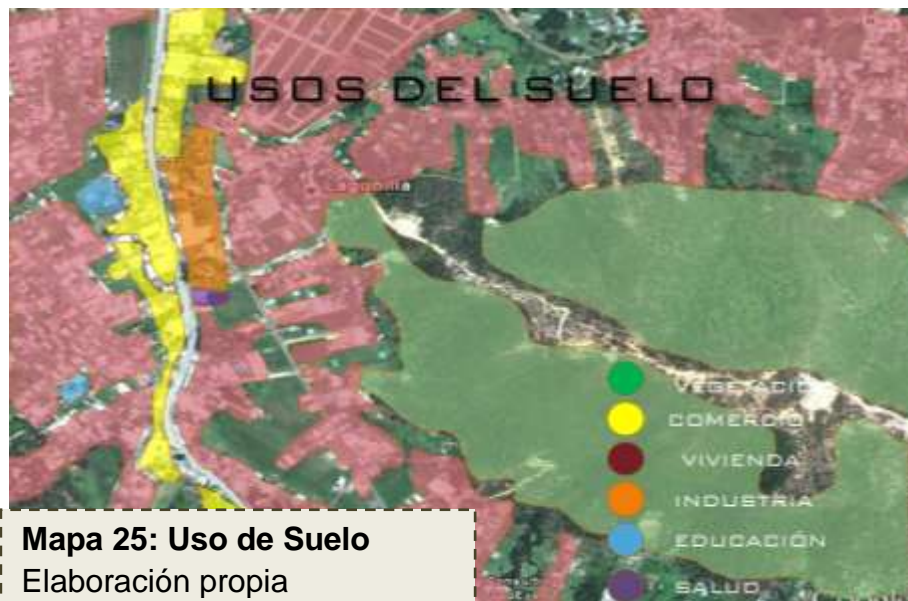 USOS DEL SUELO
VEGETACIÓ
COMERCIO
VIVIENDA
INDUSTRIA
EDUCACIÓN
SALUD
Mapa 25: Uso de Suelo
Elaboración propia